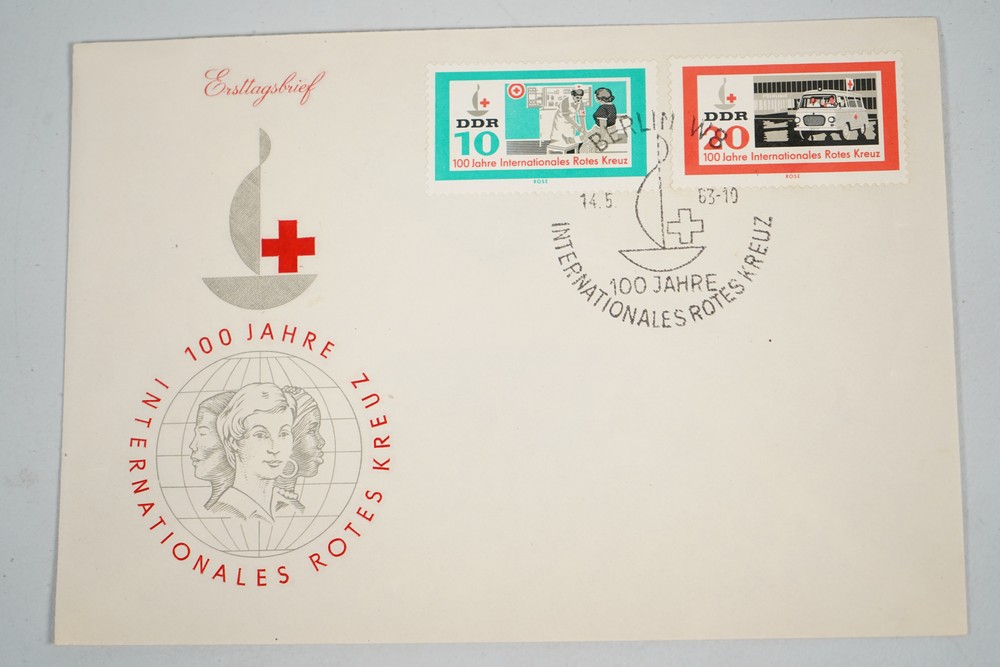 Ersttagsbrief
100 JAHRE
INTERNATIONALES ROTES KREUZ
DDR
10
100 Jahre Internationales Rotes Kreuz
ROSE
DDR
20
100 Jahre Internationales Rotes Kreuz
ROSE
BERLIN W8
14.5 63-10
100 JAHRE
INTERNATIONALES ROTES KREUZ